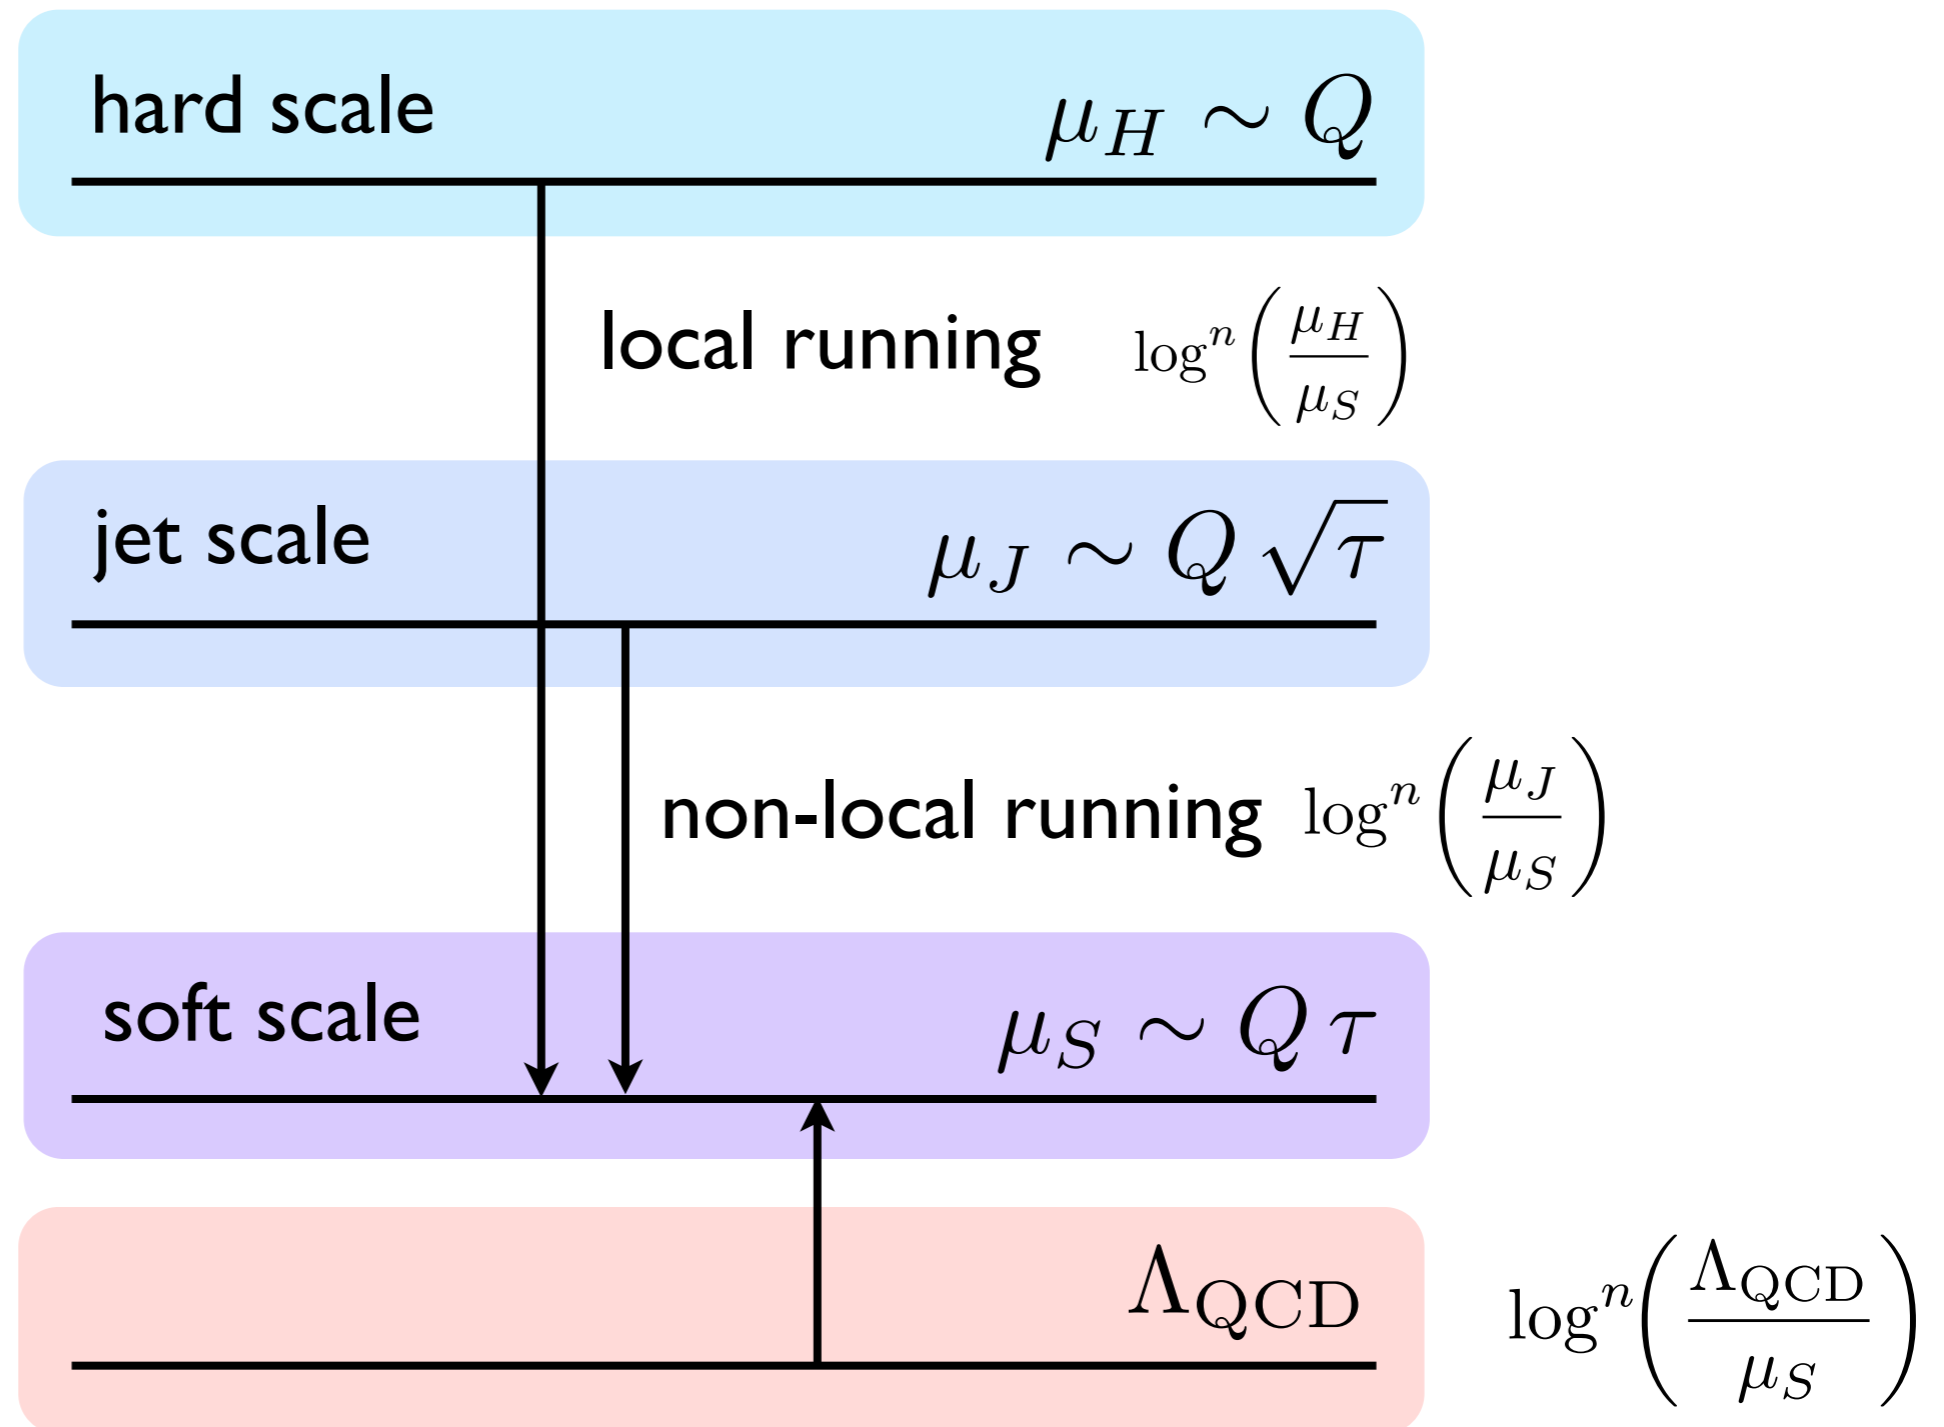 hard scale μ_H ∼ Q
local running log^n(μ_H/μ_S)
jet scale μ_J ∼ Q √τ
non-local running log^n(μ_J/μ_S)
soft scale μ_S ∼ Q τ
Λ_QCD log^n(Λ_QCD/μ_S)